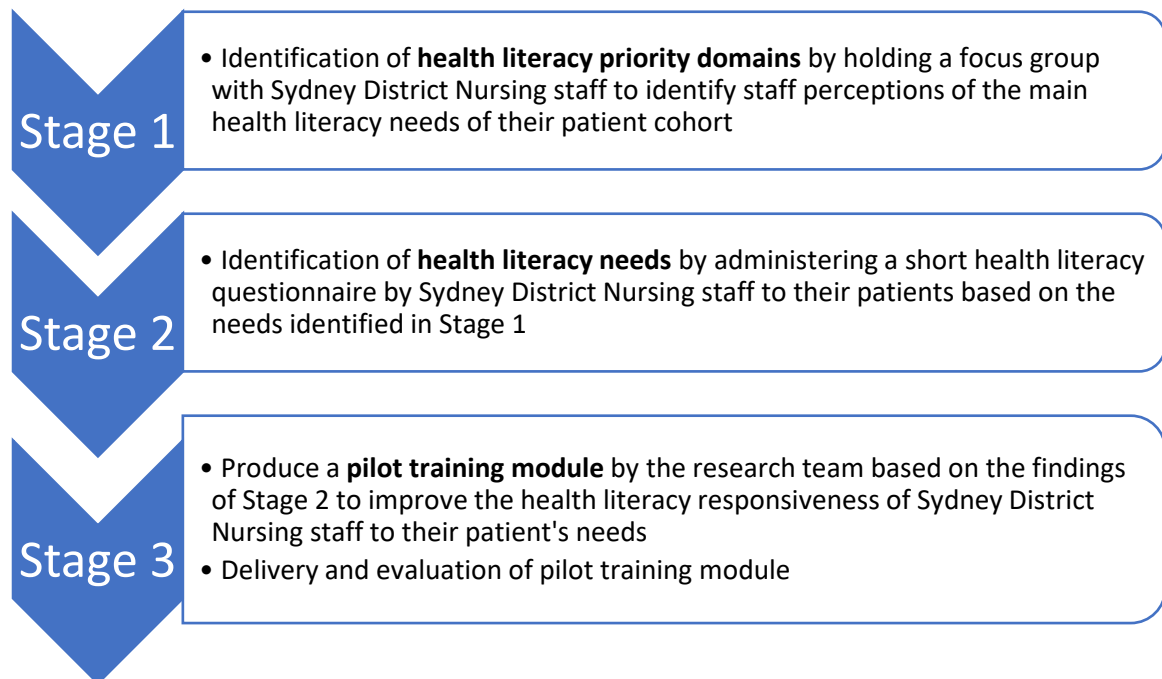 Stage 1
• Identification of health literacy priority domains by holding a focus group
with Sydney District Nursing staff to identify staff perceptions of the main
health literacy needs of their patient cohort
Stage 2
• Identification of health literacy needs by administering a short health literacy
questionnaire by Sydney District Nursing staff to their patients based on the
needs identified in Stage 1
Stage 3
• Produce a pilot training module by the research team based on the findings
of Stage 2 to improve the health literacy responsiveness of Sydney District
Nursing staff to their patient's needs
• Delivery and evaluation of pilot training module